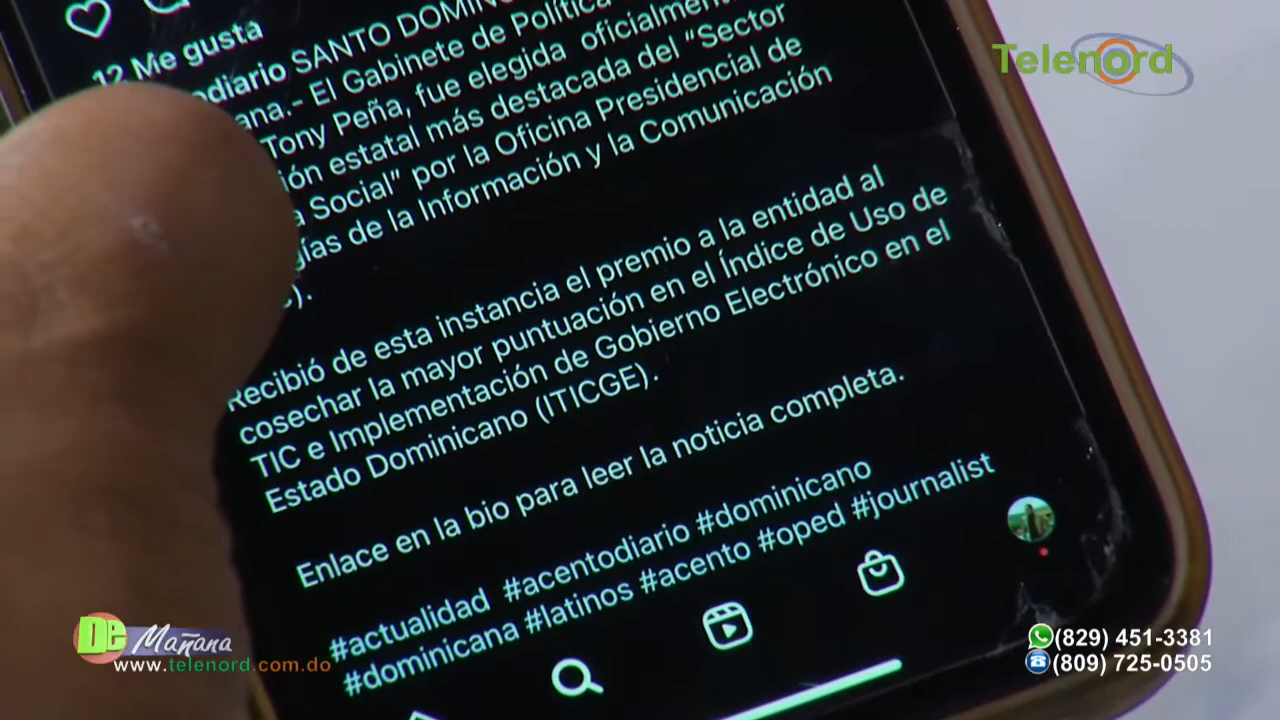 Telenord
12 Me gusta
odiario SANTO DOMINGO
ana.- El Gabinete de Política
Tony Peña, fue elegida oficialmente
ión estatal más destacada del “Sector
a Social” por la Oficina Presidencial de
gías de la Información y la Comunicación
).
Recibió de esta instancia el premio a la entidad al
cosechar la mayor puntuación en el Índice de Uso de
TIC e Implementación de Gobierno Electrónico en el
Estado Dominicano (ITICGE).
Enlace en la bio para leer la noticia completa.
#actualidad #acentodiario #dominicano
#dominicana #latinos #acento #oped #journalist
De Mañana
www.telenord.com.do
(829) 451-3381
(809) 725-0505